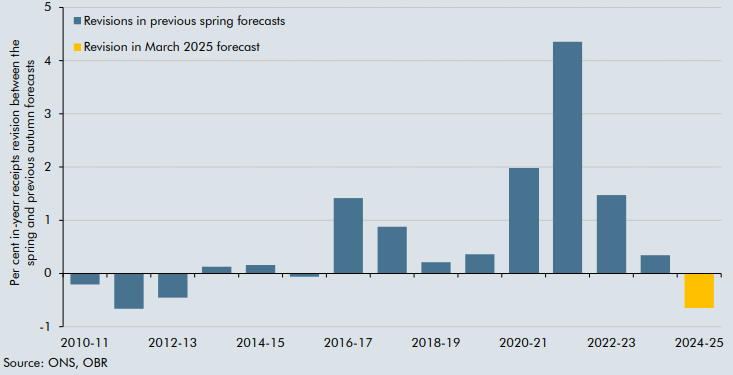 Per cent in-year receipts revision between the
spring and previous autumn forecasts
5
4
3
2
1
0
-1
Revisions in previous spring forecasts
Revision in March 2025 forecast
2010-11 2012-13 2014-15 2016-17 2018-19 2020-21 2022-23 2024-25
Source: ONS, OBR